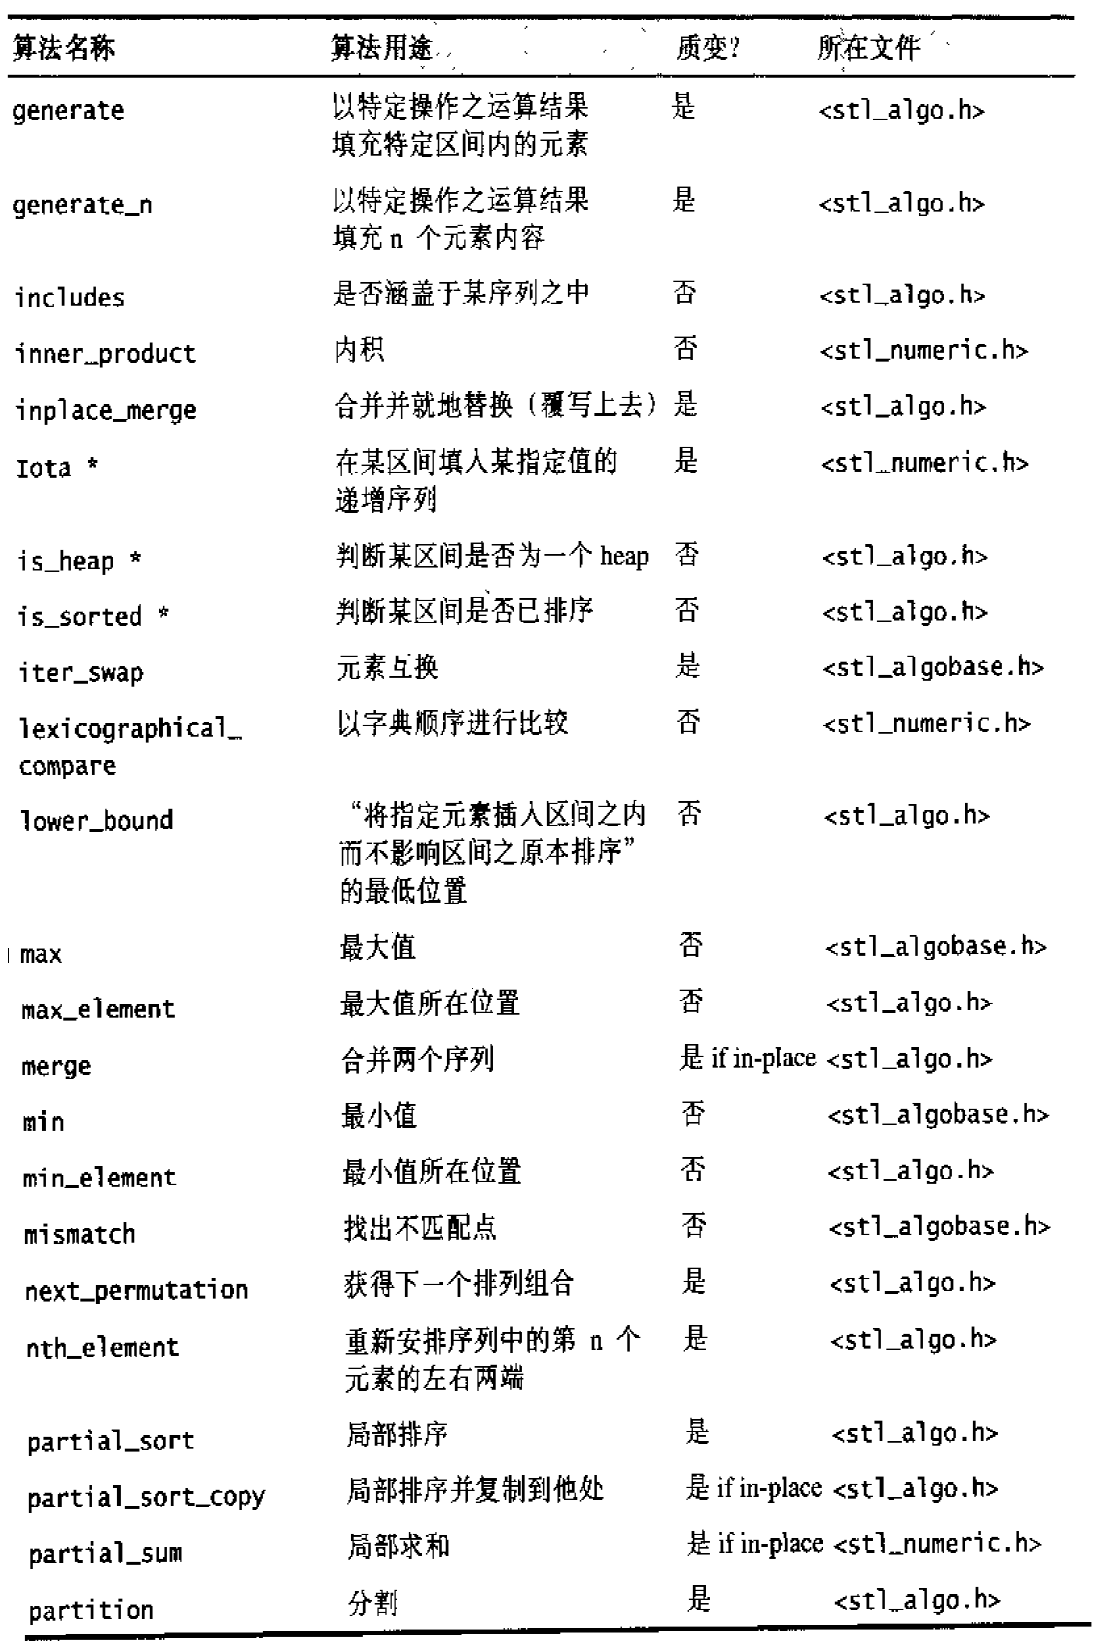 算法名称 算法用途 质变? 所在文件
generate 以特定操作之运算结果 是 <stl_algo.h>
填充特定区间内的元素
generate_n 以特定操作之运算结果 是 <stl_algo.h>
填充 n 个元素内容
includes 是否涵盖于某序列之中 否 <stl_algo.h>
inner_product 内积 否 <stl_numeric.h>
inplace_merge 合并并就地替换（覆写上去） 是 <stl_algo.h>
Iota * 在某区间填入某指定值的 是 <stl_numeric.h>
递增序列
is_heap * 判断某区间是否为一个 heap 否 <stl_algo.h>
is_sorted * 判断某区间是否已排序 否 <stl_algo.h>
iter_swap 元素互换 是 <stl_algobase.h>
lexicographical_ 以字典顺序进行比较 否 <stl_numeric.h>
compare
lower_bound “将指定元素插入区间之内 否 <stl_algo.h>
而不影响区间之原本排序”
的最低位置
max 最大值 否 <stl_algobase.h>
max_element 最大值所在位置 否 <stl_algo.h>
merge 合并两个序列 是 if in-place <stl_algo.h>
min 最小值 否 <stl_algobase.h>
min_element 最小值所在位置 否 <stl_algo.h>
mismatch 找出不匹配点 否 <stl_algobase.h>
next_permutation 获得下一个排列组合 是 <stl_algo.h>
nth_element 重新安排序列中的第 n 个 是 <stl_algo.h>
元素的左右两端
partial_sort 局部排序 是 <stl_algo.h>
partial_sort_copy 局部排序并复制到他处 是 if in-place <stl_algo.h>
partial_sum 局部求和 是 if in-place <stl_numeric.h>
partition 分割 是 <stl_algo.h>